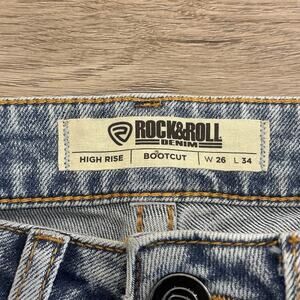 ROCK&ROLL
DENIM
HIGH RISE BOOTCUT W 26 L 34